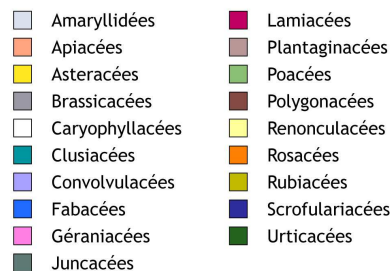 Amaryllidées
Apiacées
Asteracées
Brassicacées
Caryophyllacées
Clusiacées
Convolvulacées
Fabacées
Géraniacées
Juncacées
Lamiacées
Plantaginacées
Poacées
Polygonacées
Renonculacées
Rosacées
Rubiacées
Scrofulariacées
Urticacées